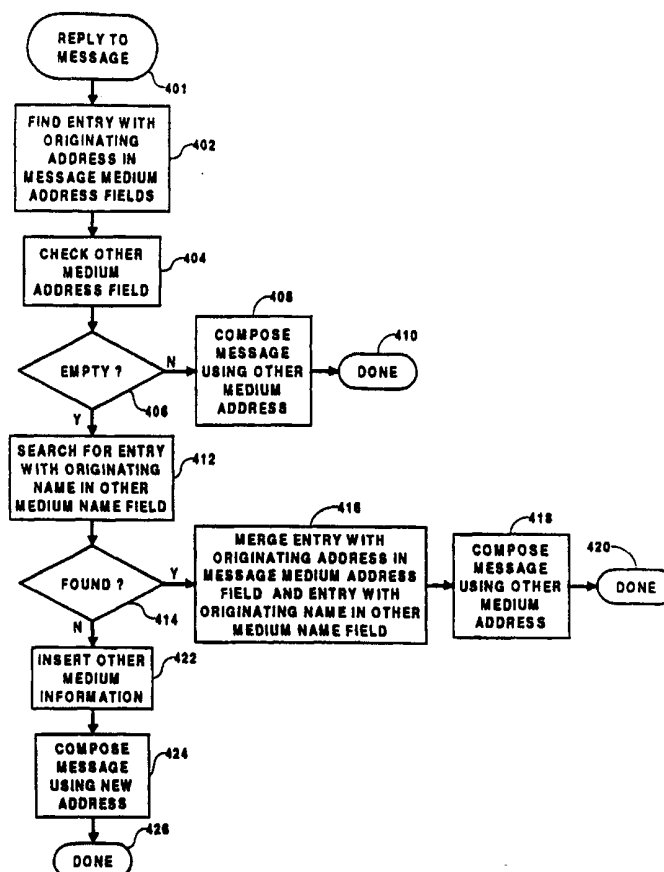 REPLY TO
MESSAGE
401
FIND ENTRY WITH
ORIGINATING
ADDRESS IN
MESSAGE MEDIUM
ADDRESS FIELDS
402
CHECK OTHER
MEDIUM
ADDRESS FIELD
404
EMPTY ?
406
N
Y
COMPOSE
MESSAGE
USING OTHER
MEDIUM
ADDRESS
408
DONE
410
SEARCH FOR ENTRY
WITH ORIGINATING
NAME IN OTHER
MEDIUM NAME FIELD
412
FOUND ?
414
Y
N
MERGE ENTRY WITH
ORIGINATING ADDRESS IN
MESSAGE MEDIUM ADDRESS
FIELD AND ENTRY WITH
ORIGINATING NAME IN OTHER
MEDIUM NAME FIELD
416
COMPOSE
MESSAGE
USING OTHER
MEDIUM
ADDRESS
418
DONE
420
INSERT OTHER
MEDIUM
INFORMATION
422
COMPOSE
MESSAGE
USING NEW
ADDRESS
424
DONE
426